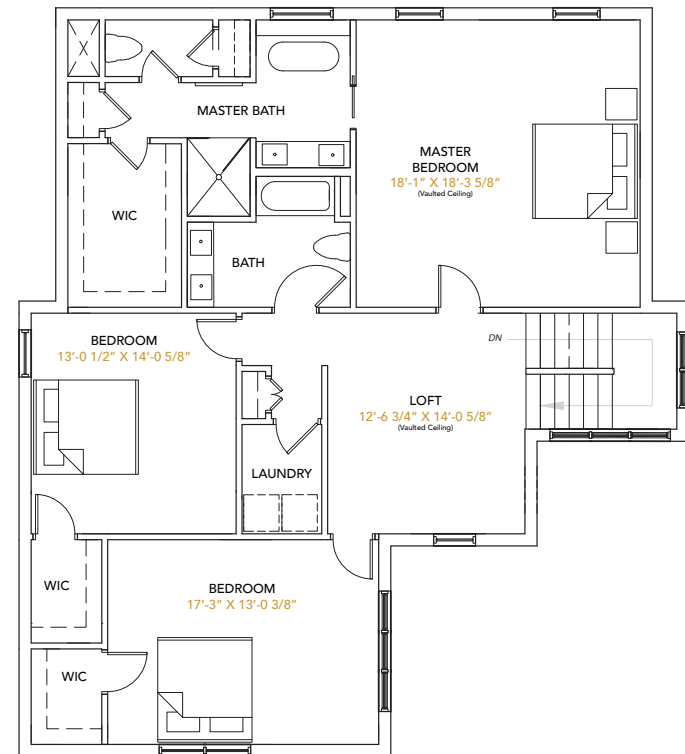 MASTER BATH
MASTER
BEDROOM
18'-1" X 18'-3 5/8"
(Vaulted Ceiling)
WIC
BATH
BEDROOM
13'-0 1/2" X 14'-0 5/8"
DN
LOFT
12'-6 3/4" X 14'-0 5/8"
(Vaulted Ceiling)
LAUNDRY
WIC
BEDROOM
17'-3" X 13'-0 3/8"
WIC